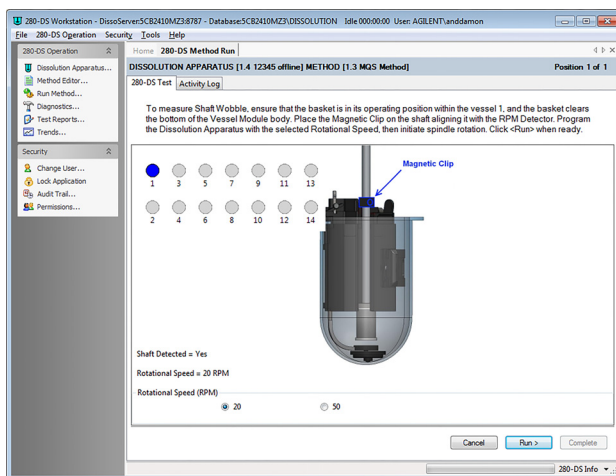 280-DS Workstation - DissoServer:5CB2410MZ3:8787 - Database:5CB2410MZ3\DISSOLUTION Idle 000:00:00 User: AGILENT\anddamon
File 280-DS Operation Security Tools Help
280-DS Operation
Dissolution Apparatus...
Method Editor...
Run Method...
Diagnostics...
Test Reports...
Trends...
Security
Change User...
Lock Application
Audit Trail...
Permissions...
Home 280-DS Method Run
DISSOLUTION APPARATUS [1.4 12345 offline] METHOD [1.3 MQS Method] Position 1 of 1
280-DS Test Activity Log
To measure Shaft Wobble, ensure that the basket is in its operating position within the vessel 1, and the basket clears
the bottom of the Vessel Module body. Place the Magnetic Clip on the shaft aligning it with the RPM Detector. Program
the Dissolution Apparatus with the selected Rotational Speed, then initiate spindle rotation. Click <Run> when ready.
Magnetic Clip
1 3 5 7 9 11 13
2 4 6 8 10 12 14
Shaft Detected = Yes
Rotational Speed = 20 RPM
Rotational Speed (RPM)
20 50
Cancel Run > Complete
280-DS Info